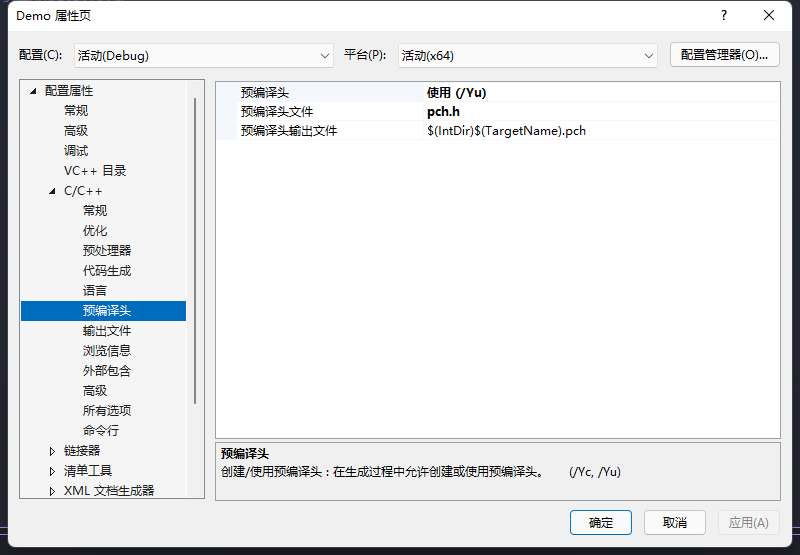 Demo 属性页
?
配置(C): 活动(Debug) 平台(P): 活动(x64) 配置管理器(O)...
配置属性
常规
高级
调试
VC++ 目录
C/C++
常规
优化
预处理器
代码生成
语言
预编译头
输出文件
浏览信息
外部包含
高级
所有选项
命令行
链接器
清单工具
XML 文档生成器
预编译头 使用 (/Yu)
预编译头文件 pch.h
预编译头输出文件 $(IntDir)$(TargetName).pch
预编译头
创建/使用预编译头：在生成过程中允许创建或使用预编译头。 (/Yc, /Yu)
确定 取消 应用(A)